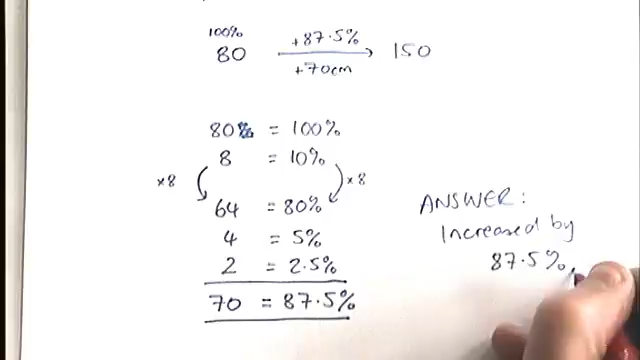 100%
80 +87.5% 150
+70cm
80 = 100%
8 = 10%
×8 ×8
64 = 80%
4 = 5%
2 = 2.5%
70 = 87.5%
ANSWER:
Increased by
87.5%